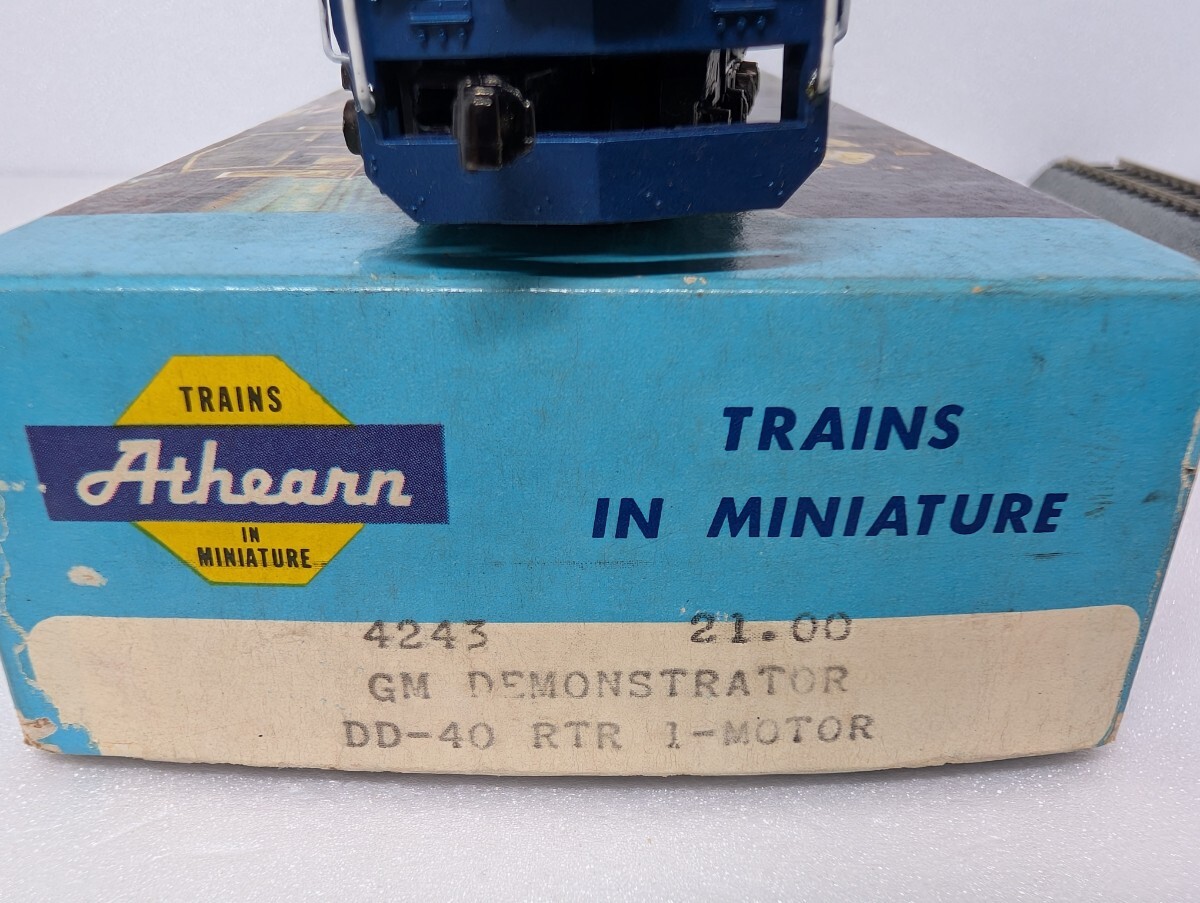 TRAINS
Athearn
IN
MINIATURE
TRAINS
IN MINIATURE
4243 21.00
GM DEMONSTRATOR
DD-40 RTR 1-MOTOR